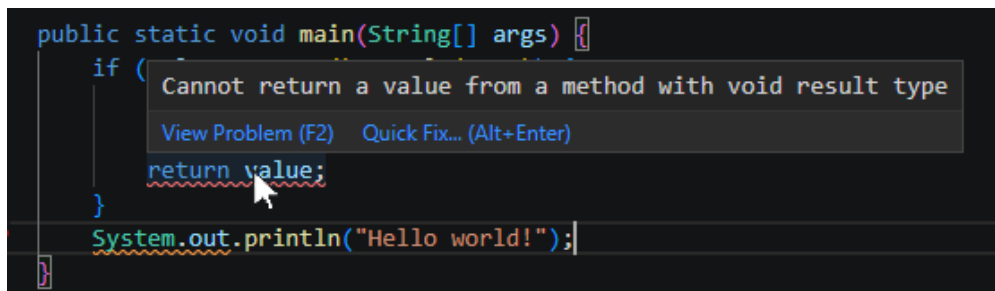 public static void main(String[] args) {
if (
Cannot return a value from a method with void result type
View Problem (F2) Quick Fix... (Alt+Enter)
return value;
}
System.out.println("Hello world!");
}